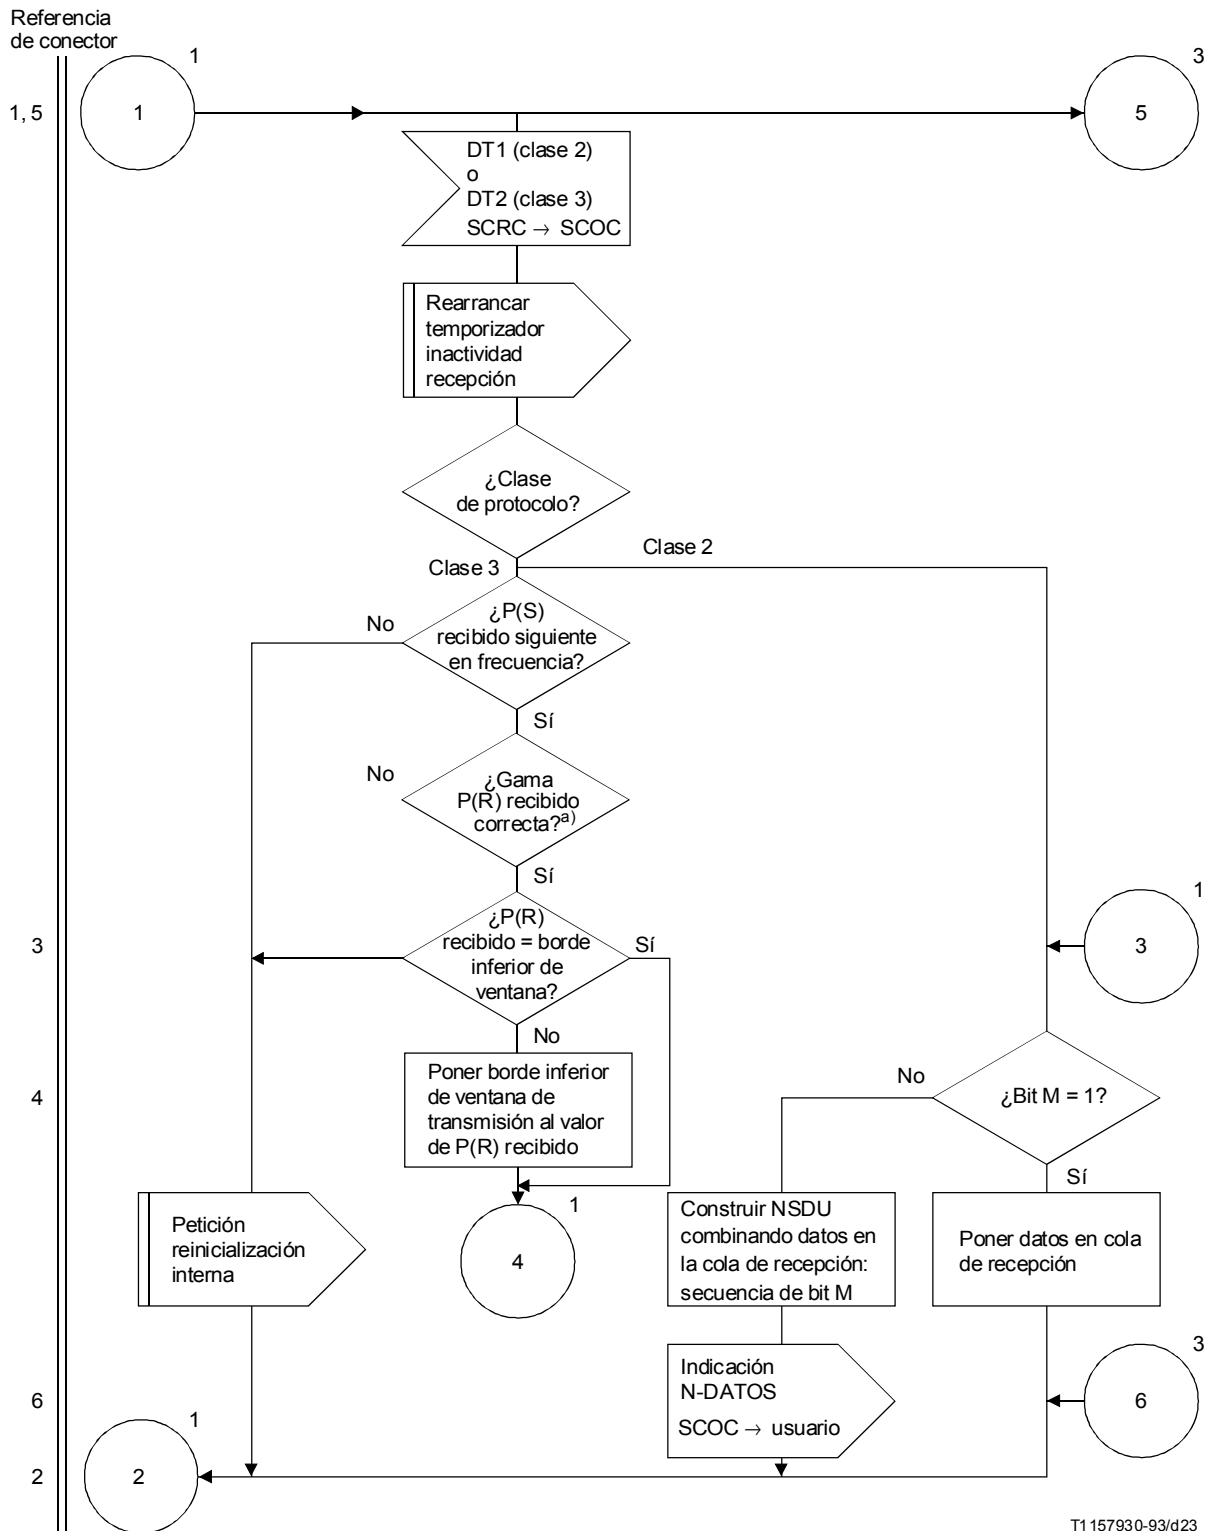 Referencia
de conector
1
3
1, 5
1
5
DT1 (clase 2)
o
DT2 (clase 3)
SCRC → SCOC
Rearrancar
temporizador
inactividad
recepción
¿Clase
de protocolo?
Clase 2
Clase 3
¿P(S)
recibido siguiente
en frecuencia?
No
Sí
¿Gama
P(R) recibido
correcta?a)
No
Sí
¿P(R)
recibido = borde
inferior de
ventana?
Sí
1
3
3
No
Poner borde inferior
de ventana de
transmisión al valor
de P(R) recibido
No
¿Bit M = 1?
4
Sí
1
4
Petición
reinicialización
interna
Construir NSDU
combinando datos en
la cola de recepción:
secuencia de bit M
Poner datos en cola
de recepción
Indicación
N-DATOS
SCOC → usuario
3
6
6
1
2
2
T1157930-93/d23